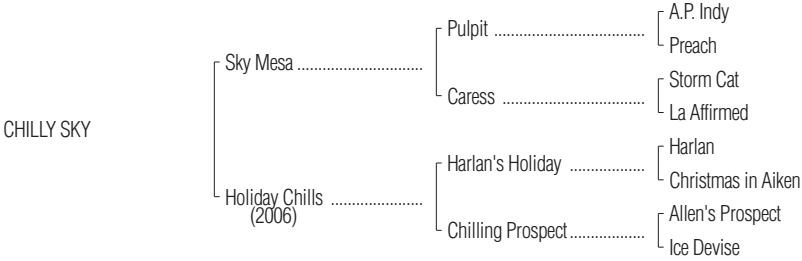 A.P. Indy
Pulpit
Preach
Sky Mesa
Storm Cat
Caress
La Affirmed
CHILLY SKY
Harlan
Harlan's Holiday
Christmas in Aiken
Holiday Chills
(2006)
Allen's Prospect
Chilling Prospect
Ice Devise